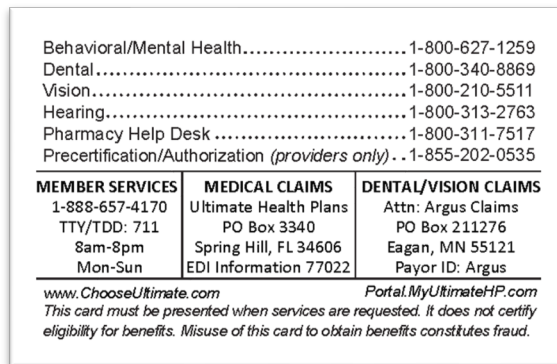 Behavioral/Mental Health..........................1-800-627-1259
Dental..................................................1-800-340-8869
Vision...................................................1-800-210-5511
Hearing................................................1-800-313-2763
Pharmacy Help Desk ..............................1-800-311-7517
Precertification/Authorization (providers only)..1-855-202-0535
MEMBER SERVICES
1-888-657-4170
TTY/TDD: 711
8am-8pm
Mon-Sun
MEDICAL CLAIMS
Ultimate Health Plans
PO Box 3340
Spring Hill, FL 34606
EDI Information 77022
DENTAL/VISION CLAIMS
Attn: Argus Claims
PO Box 211276
Eagan, MN 55121
Payor ID: Argus
www.ChooseUltimate.com Portal.MyUltimateHP.com
This card must be presented when services are requested. It does not certify
eligibility for benefits. Misuse of this card to obtain benefits constitutes fraud.